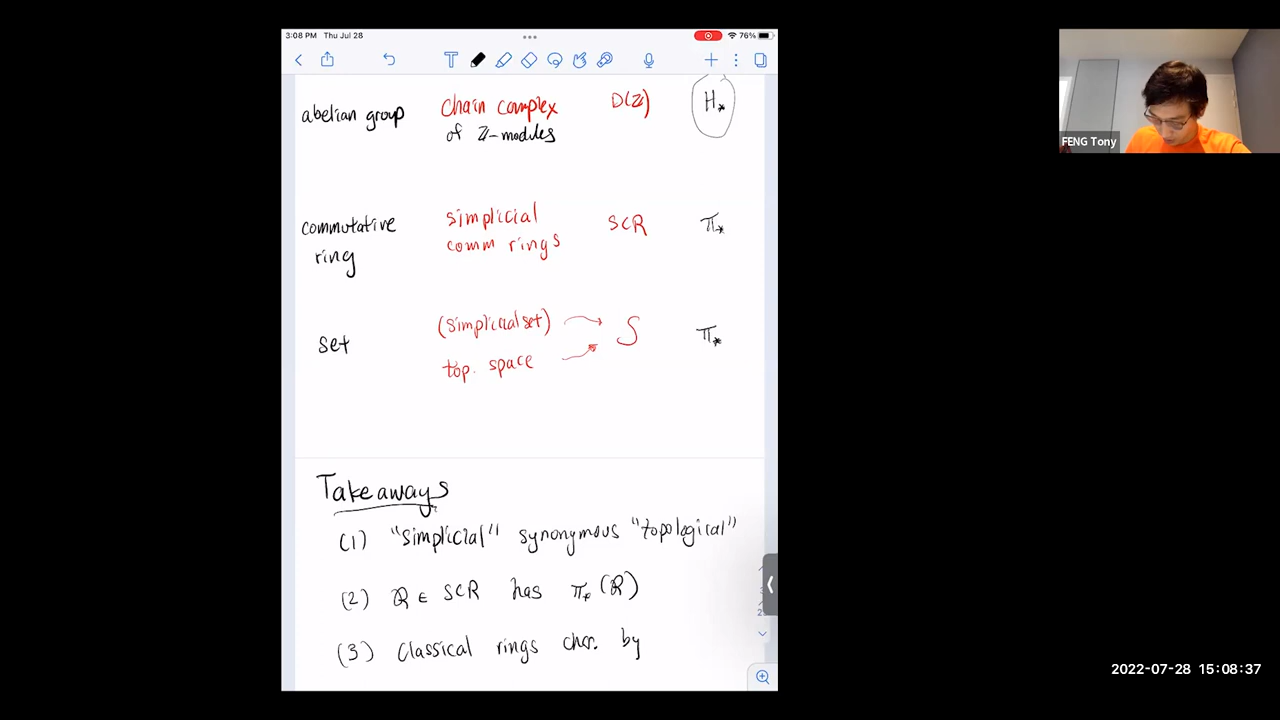 3:08 PM Thu Jul 28
76%
abelian group chain complex D(ℤ) H*
of ℤ-modules
commutative simplicial SCR π*
ring comm rings
set (simplicial set) → S π*
top. space →
Takeaways
(1) "simplicial" synonymous "topological"
(2) R ∈ SCR has π*(R)
(3) Classical rings char. by
FENG Tony
2022-07-28 15:08:37